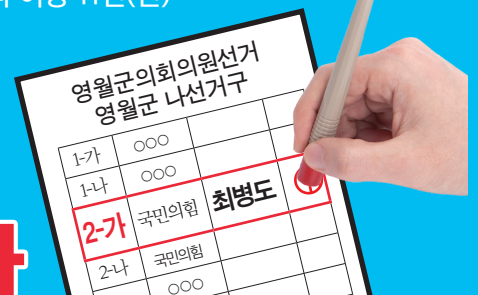 영월군의회의원선거
영월군 나선거구
1-가 ○○○
1-나 ○○○
2-가 국민의힘 최병도
2-나 국민의힘
○○○